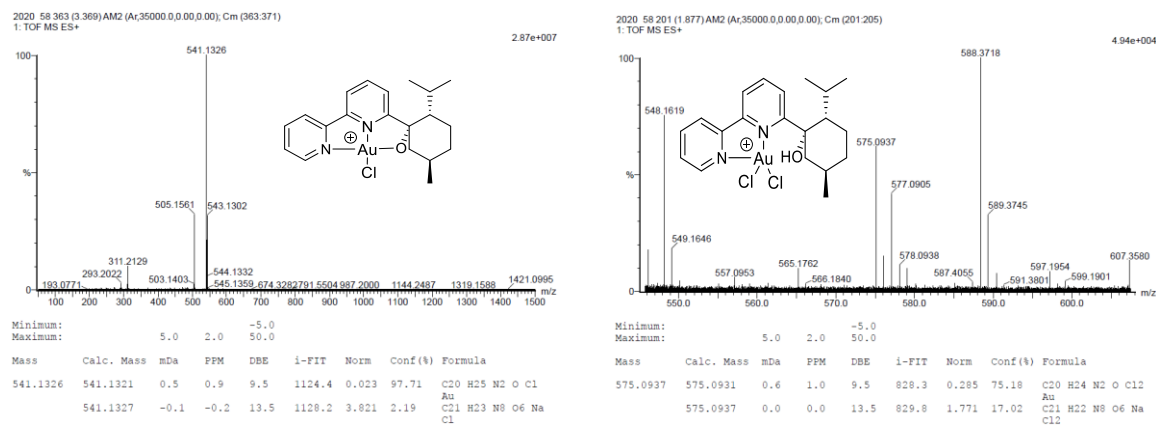 2020 58 363 (3.369) AM2 (Ar,35000.0,0.00,0.00); Cm (363:371)
1: TOF MS ES+
2.87e+007
100
%
0
541.1326
505.1561
543.1302
311.2129
293.2022
193.0771
503.1403
544.1332
545.1359
674.3282
791.5504
987.2000
1144.2487
1319.1588
1421.0995
N
N
Au
O
Cl
+
100 200 300 400 500 600 700 800 900 1000 1100 1200 1300 1400 1500
m/z
Minimum: -5.0
Maximum: 5.0 2.0 50.0
Mass Calc. Mass mDa PPM DBE i-FIT Norm Conf(%) Formula
541.1326 541.1321 0.5 0.9 9.5 1124.4 0.023 97.71 C20 H25 N2 O Cl
Au
541.1327 -0.1 -0.2 13.5 1128.2 3.821 2.19 C21 H23 N8 O6 Na
Cl
2020 58 201 (1.877) AM2 (Ar,35000.0,0.00,0.00); Cm (201:205)
1: TOF MS ES+
4.94e+004
100
%
0
588.3718
548.1619
575.0937
577.0905
589.3745
549.1646
557.0953
565.1762
566.1840
578.0938
587.4055
591.3801
597.1954
599.1901
607.3580
N
N
Au
HO
Cl
Cl
+
550.0 560.0 570.0 580.0 590.0 600.0
m/z
Minimum: -5.0
Maximum: 5.0 2.0 50.0
Mass Calc. Mass mDa PPM DBE i-FIT Norm Conf(%) Formula
575.0937 575.0931 0.6 1.0 9.5 828.3 0.285 75.18 C20 H24 N2 O Cl2
Au
575.0937 0.0 0.0 13.5 829.8 1.771 17.02 C21 H22 N8 O6 Na
Cl2